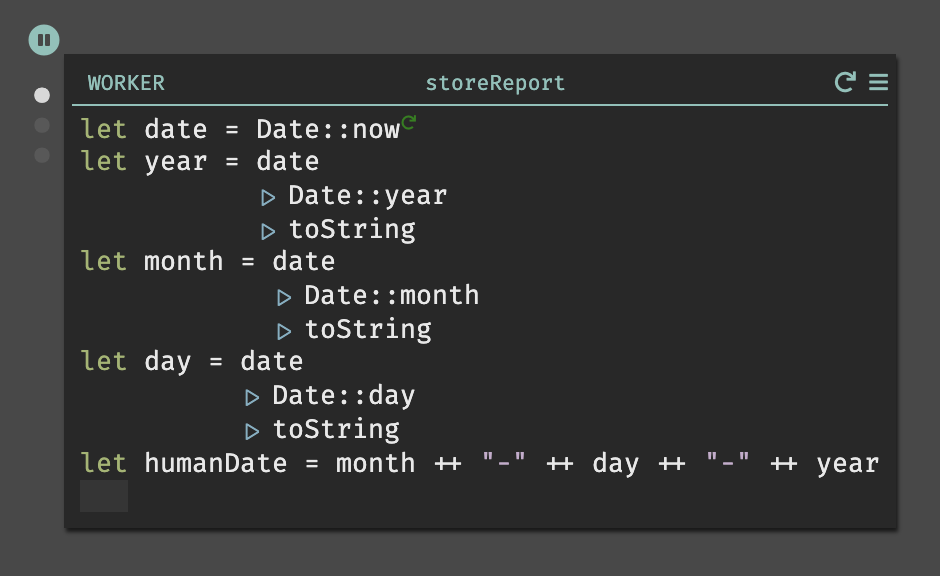 WORKER storeReport
let date = Date::now
let year = date
▷ Date::year
▷ toString
let month = date
▷ Date::month
▷ toString
let day = date
▷ Date::day
▷ toString
let humanDate = month ++ "-" ++ day ++ "-" ++ year